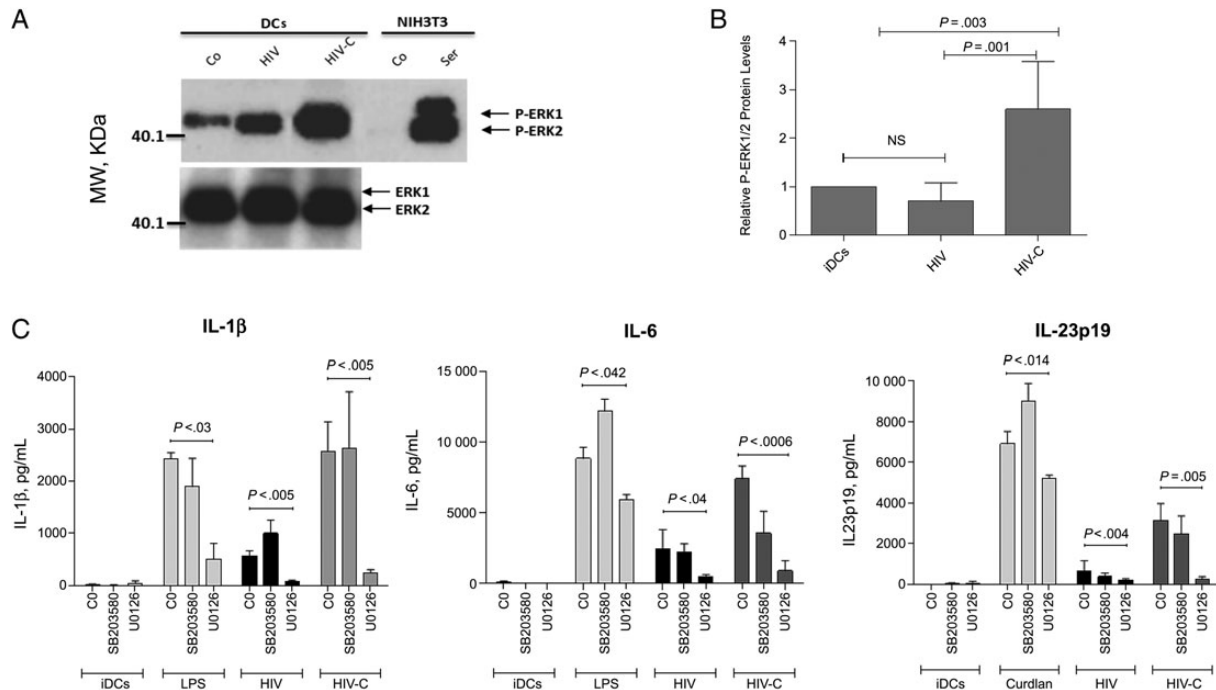 A
DCs NIH3T3
Co HIV HIV-C Co Ser
MW, KDa
40.1
P-ERK1
P-ERK2
40.1
ERK1
ERK2
B
Relative P-ERK1/2 Protein Levels
4
3
2
1
0
P = .003
P = .001
NS
iDCs HIV HIV-C
C
IL-1β
IL-1β, pg/mL
4000
3000
2000
1000
0
P < .03
P < .005
P < .005
C0 SB203580 U0126 C0 SB203580 U0126 C0 SB203580 U0126 C0 SB203580 U0126
iDCs LPS HIV HIV-C
IL-6
IL-6, pg/mL
15 000
10 000
5000
0
P < .042
P < .04
P < .0006
C0 SB203580 U0126 C0 SB203580 U0126 C0 SB203580 U0126 C0 SB203580 U0126
iDCs LPS HIV HIV-C
IL-23p19
IL23p19, pg/mL
10 000
8000
6000
4000
2000
0
P < .014
P < .004
P = .005
C0 SB203580 U0126 C0 SB203580 U0126 C0 SB203580 U0126 C0 SB203580 U0126
iDCs Curdlan HIV HIV-C